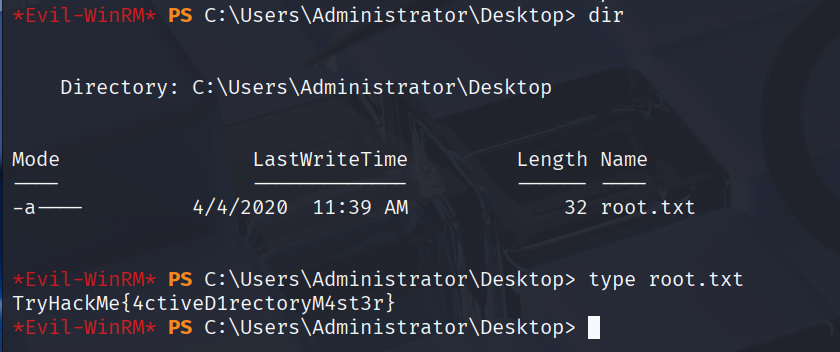 *Evil-WinRM* PS C:\Users\Administrator\Desktop> dir
Directory: C:\Users\Administrator\Desktop
Mode LastWriteTime Length Name
---- ------------- ------ ----
-a---- 4/4/2020 11:39 AM 32 root.txt
*Evil-WinRM* PS C:\Users\Administrator\Desktop> type root.txt
TryHackMe{4ctiveD1rectoryM4st3r}
*Evil-WinRM* PS C:\Users\Administrator\Desktop>